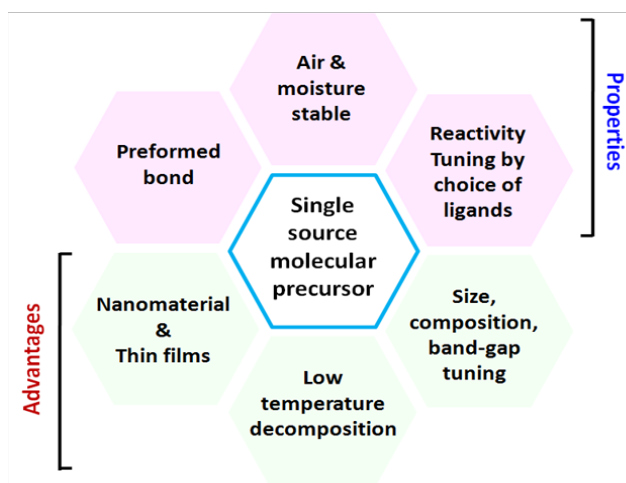 Air &
moisture
stable
Preformed
bond
Reactivity
Tuning by
choice of
ligands
Properties
Single
source
molecular
precursor
Advantages
Nanomaterial
&
Thin films
Size,
composition,
band-gap
tuning
Low
temperature
decomposition